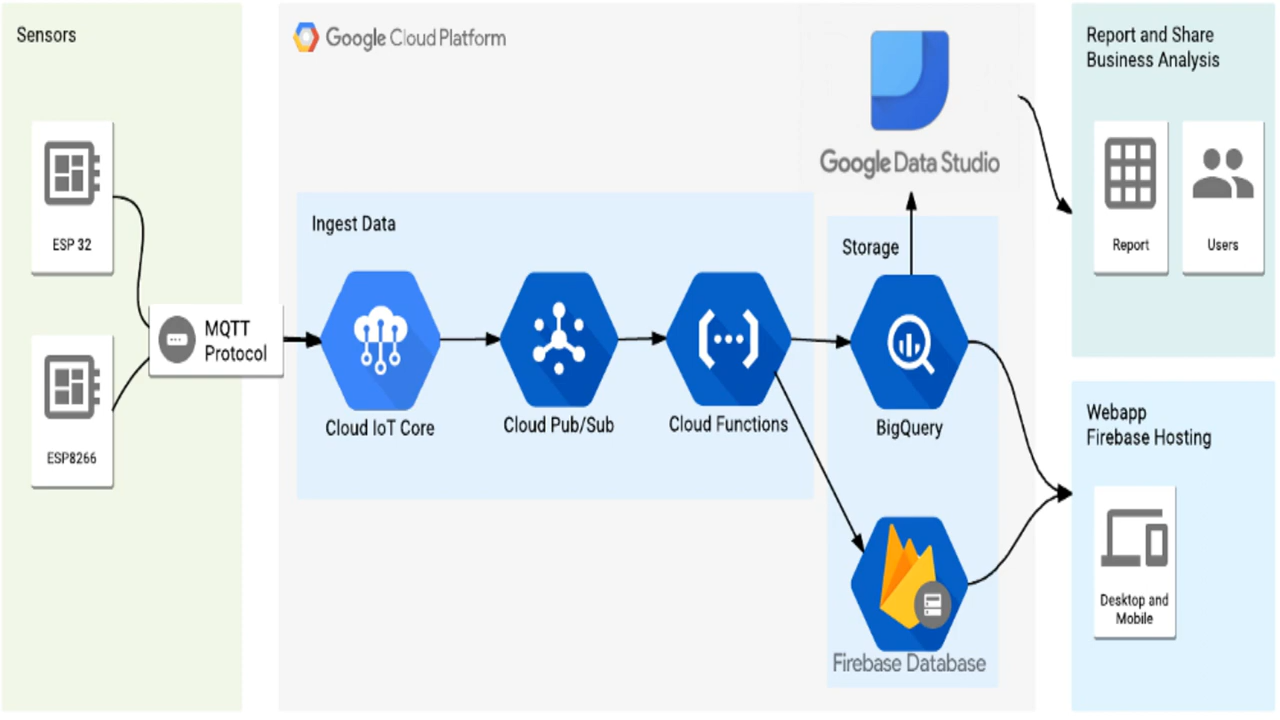 Sensors
ESP 32
ESP8266
MQTT
Protocol
Google Cloud Platform
Ingest Data
Cloud IoT Core
Cloud Pub/Sub
Cloud Functions
Google Data Studio
Storage
BigQuery
Firebase Database
Report and Share
Business Analysis
Report
Users
Webapp
Firebase Hosting
Desktop and
Mobile